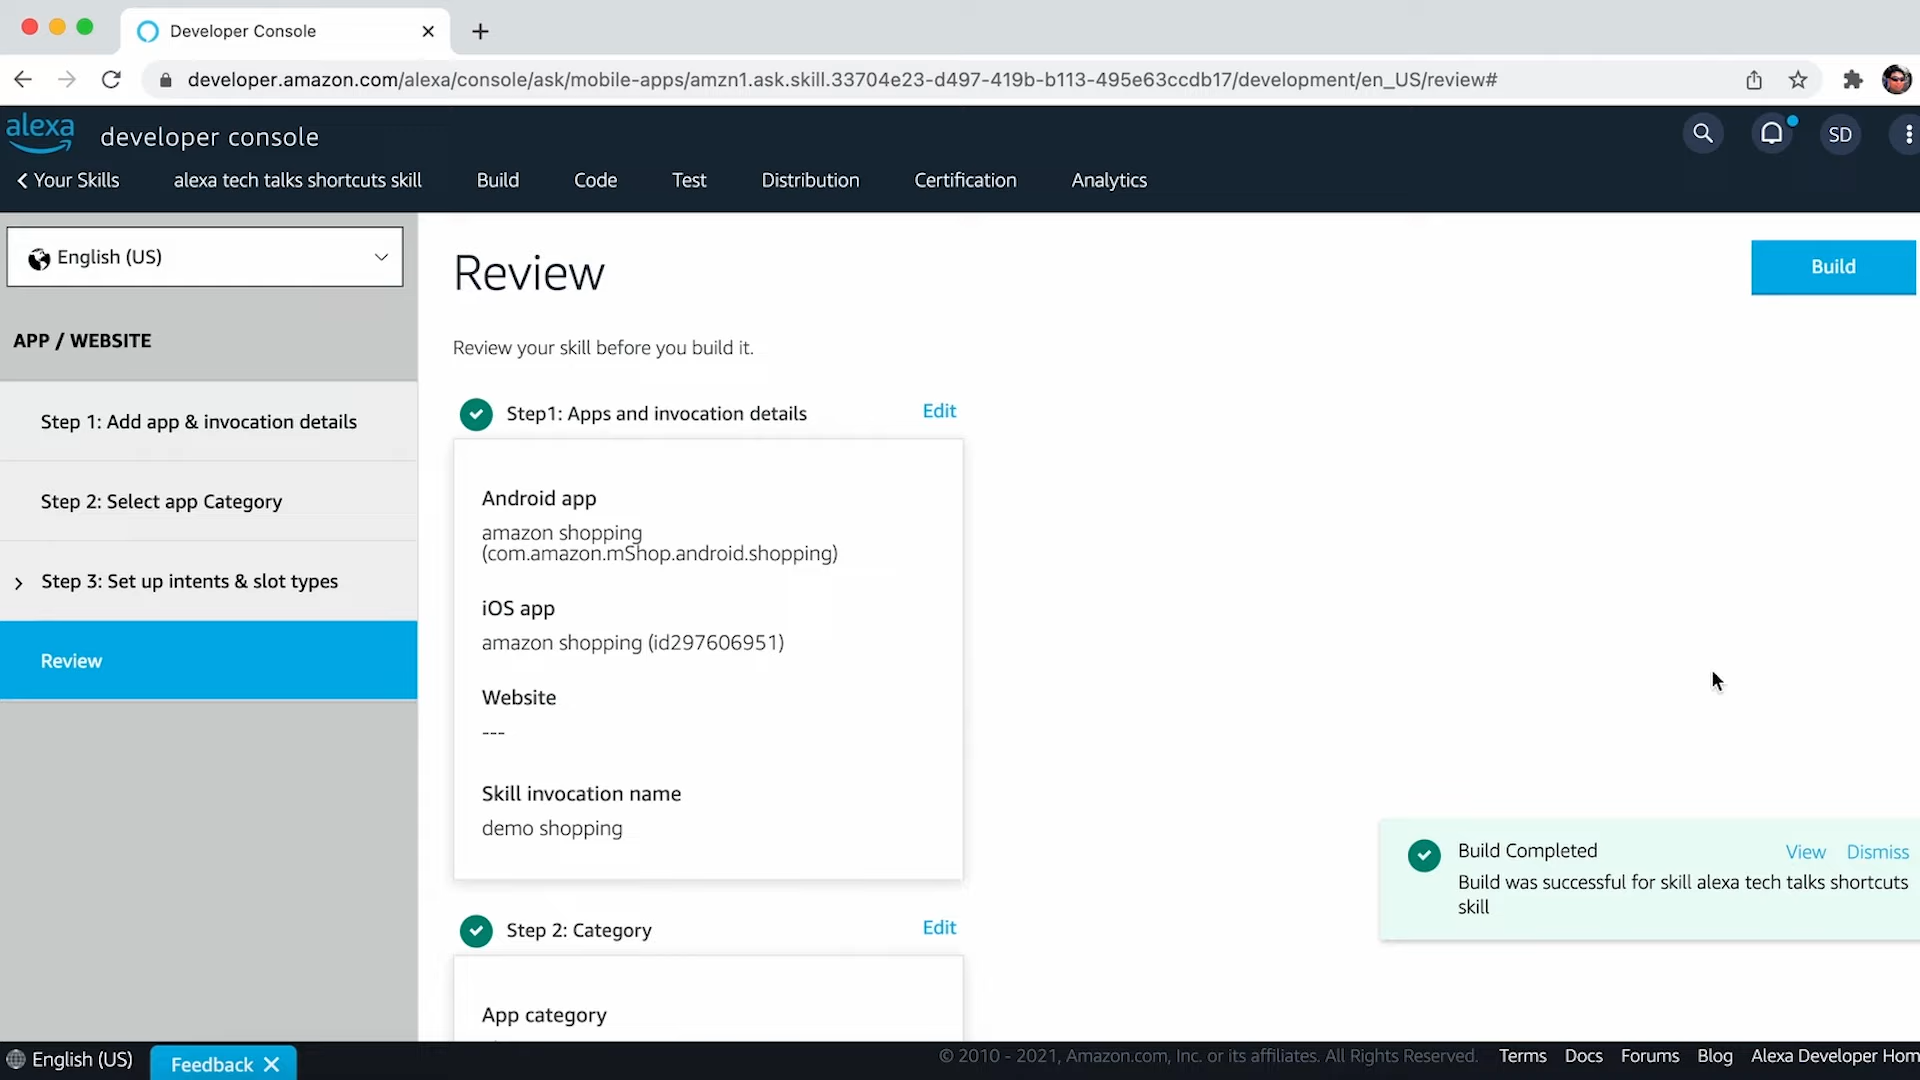 Developer Console
developer.amazon.com/alexa/console/ask/mobile-apps/amzn1.ask.skill.33704e23-d497-419b-b113-495e63ccdb17/development/en_US/review#
alexa developer console
SD
Your Skills alexa tech talks shortcuts skill Build Code Test Distribution Certification Analytics
English (US)
APP / WEBSITE
Step 1: Add app & invocation details
Step 2: Select app Category
Step 3: Set up intents & slot types
Review
Review
Build
Review your skill before you build it.
Step1: Apps and invocation details Edit
Android app
amazon shopping
(com.amazon.mShop.android.shopping)
iOS app
amazon shopping (id297606951)
Website
---
Skill invocation name
demo shopping
Step 2: Category Edit
App category
Build Completed View Dismiss
Build was successful for skill alexa tech talks shortcuts
skill
English (US) Feedback
© 2010 - 2021, Amazon.com, Inc. or its affiliates. All Rights Reserved. Terms Docs Forums Blog Alexa Developer Hom